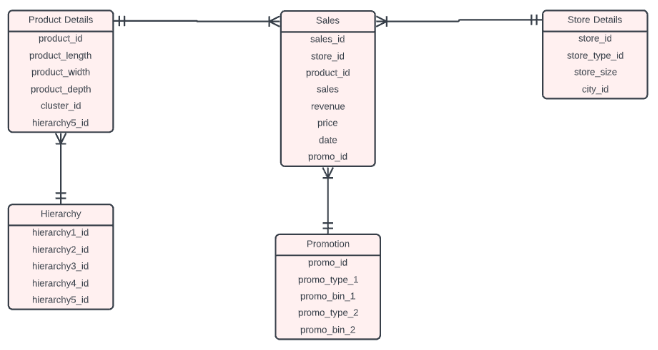 Product Details
product_id
product_length
product_width
product_depth
cluster_id
hierarchy5_id
Sales
sales_id
store_id
product_id
sales
revenue
price
date
promo_id
Store Details
store_id
store_type_id
store_size
city_id
Hierarchy
hierarchy1_id
hierarchy2_id
hierarchy3_id
hierarchy4_id
hierarchy5_id
Promotion
promo_id
promo_type_1
promo_bin_1
promo_type_2
promo_bin_2